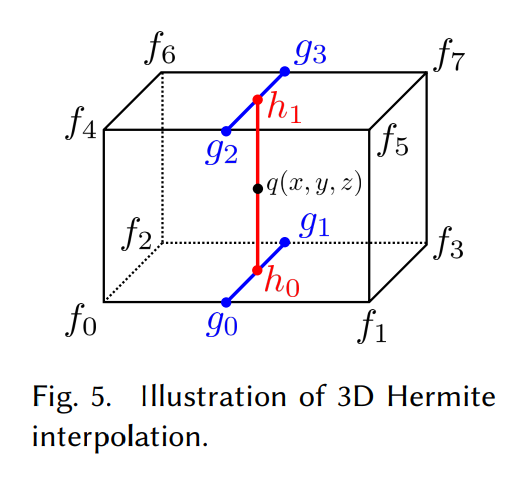 f₆ g₃ f₇
h₁
f₄ g₂ f₅
q(x, y, z)
f₂ g₁ f₃
h₀
f₀ g₀ f₁
Fig. 5. Illustration of 3D Hermite
interpolation.